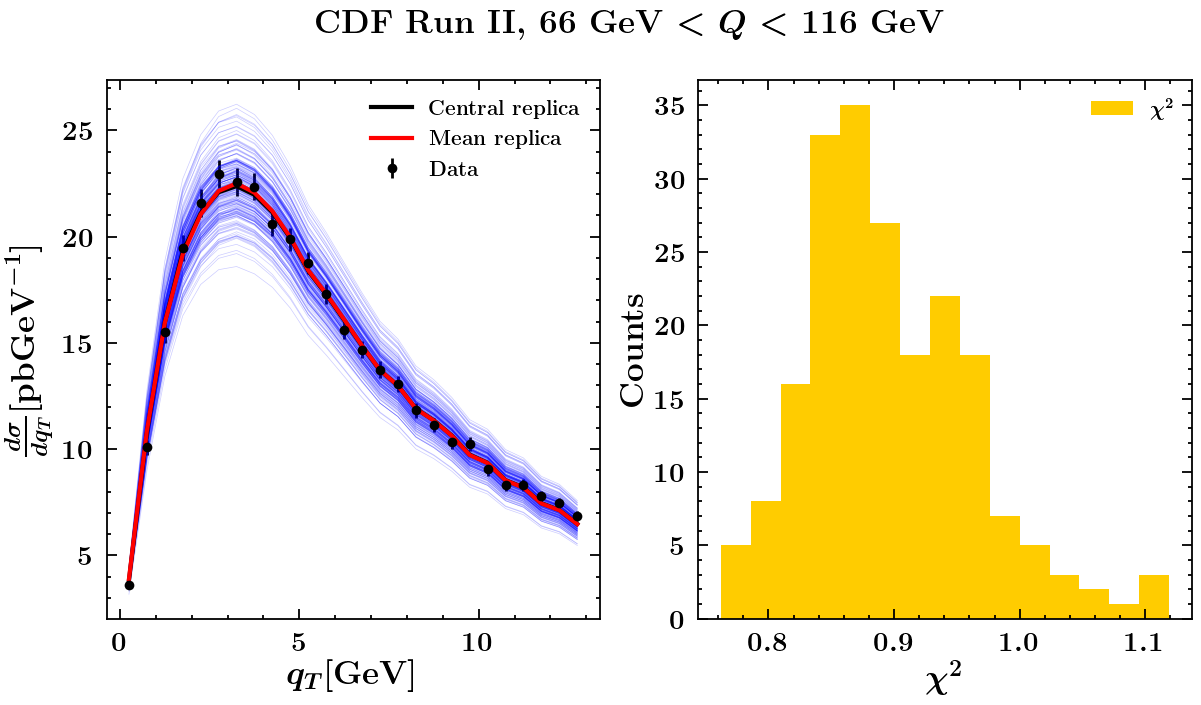 CDF Run II, 66 GeV < Q < 116 GeV
dσ/dq_T [pbGeV⁻¹]
25
20
15
10
5
0
5
10
q_T[GeV]
Central replica
Mean replica
Data
Counts
35
30
25
20
15
10
5
0
0.8
0.9
1.0
1.1
χ²
χ²